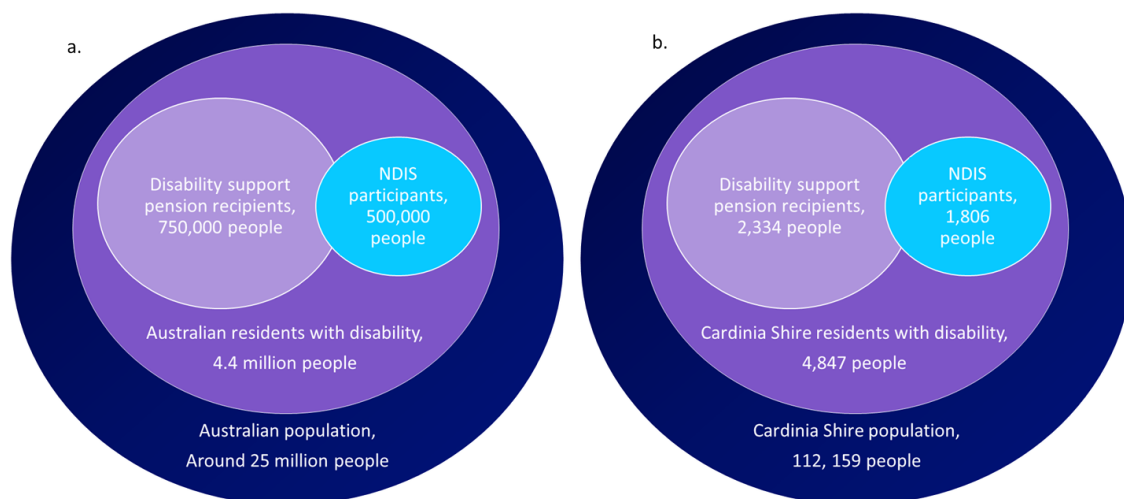 a.
Disability support
pension recipients,
750,000 people
NDIS
participants,
500,000
people
Australian residents with disability,
4.4 million people
Australian population,
Around 25 million people
b.
Disability support
pension recipients,
2,334 people
NDIS
participants,
1,806
people
Cardinia Shire residents with disability,
4,847 people
Cardinia Shire population,
112, 159 people